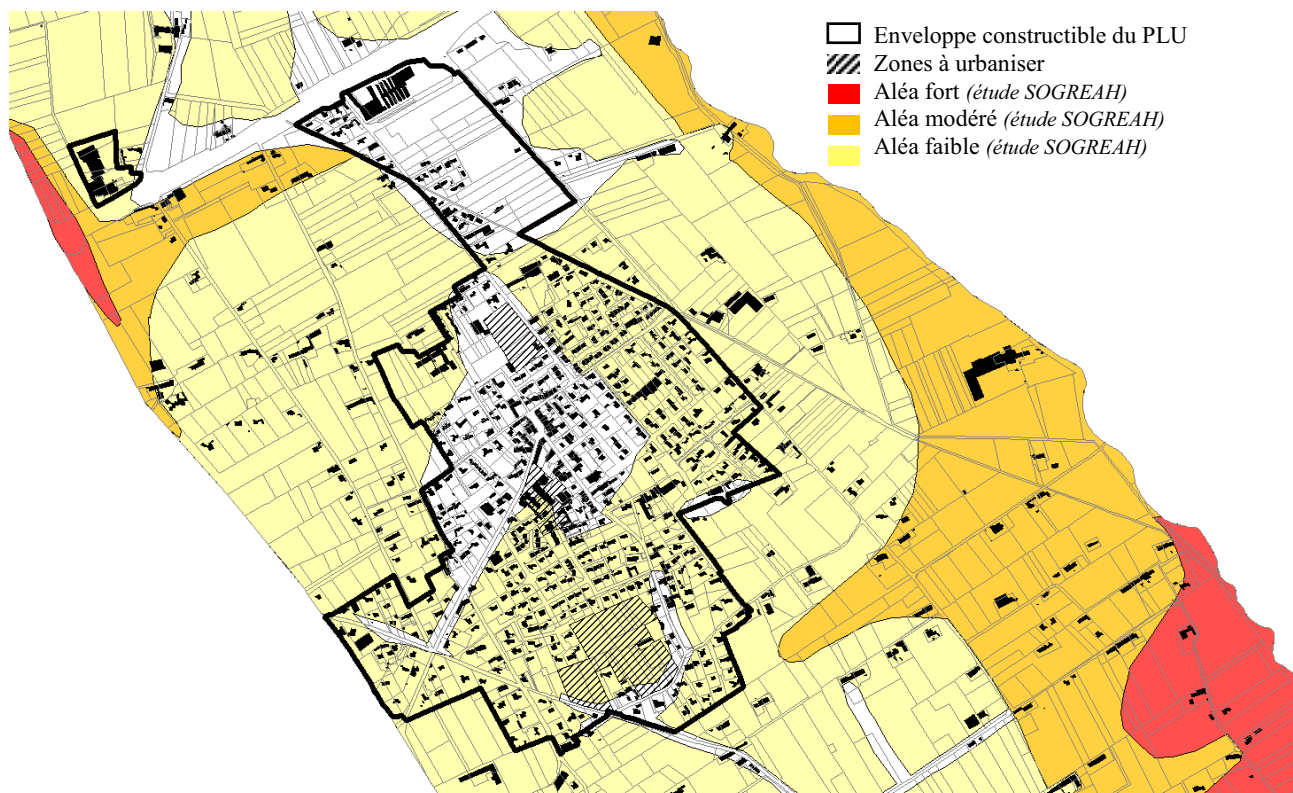 Enveloppe constructible du PLU
Zones à urbaniser
Aléa fort (étude SOGREAH)
Aléa modéré (étude SOGREAH)
Aléa faible (étude SOGREAH)